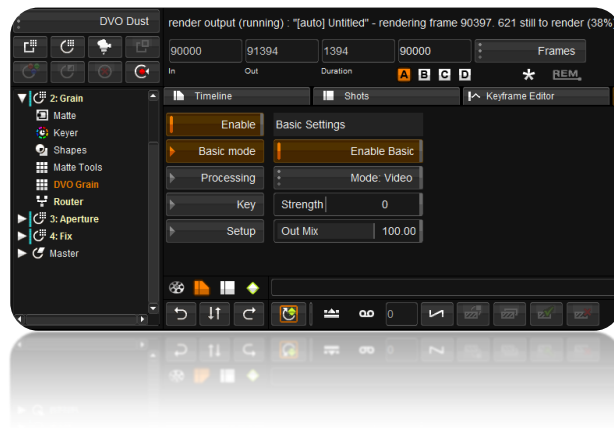 DVO Dust
render output (running) : "[auto] Untitled" - rendering frame 90397. 621 still to render (38%
90000 91394 1394 90000 Frames
In Out Duration A B C D * REM
2: Grain
Matte
Keyer
Shapes
Matte Tools
DVO Grain
Router
3: Aperture
4: Fix
Master
Timeline Shots Keyframe Editor
Enable Basic Settings
Basic mode Enable Basic
Processing Mode: Video
Key Strength 0
Setup Out Mix 100.00
0